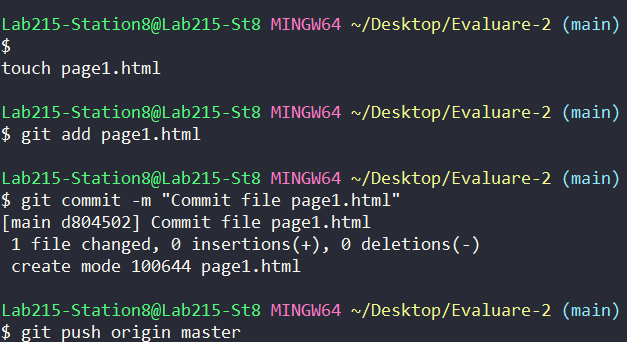 Lab215-Station8@Lab215-St8 MINGW64 ~/Desktop/Evaluare-2 (main)
$
touch page1.html
Lab215-Station8@Lab215-St8 MINGW64 ~/Desktop/Evaluare-2 (main)
$ git add page1.html
Lab215-Station8@Lab215-St8 MINGW64 ~/Desktop/Evaluare-2 (main)
$ git commit -m "Commit file page1.html"
[main d804502] Commit file page1.html
 1 file changed, 0 insertions(+), 0 deletions(-)
 create mode 100644 page1.html
Lab215-Station8@Lab215-St8 MINGW64 ~/Desktop/Evaluare-2 (main)
$ git push origin master